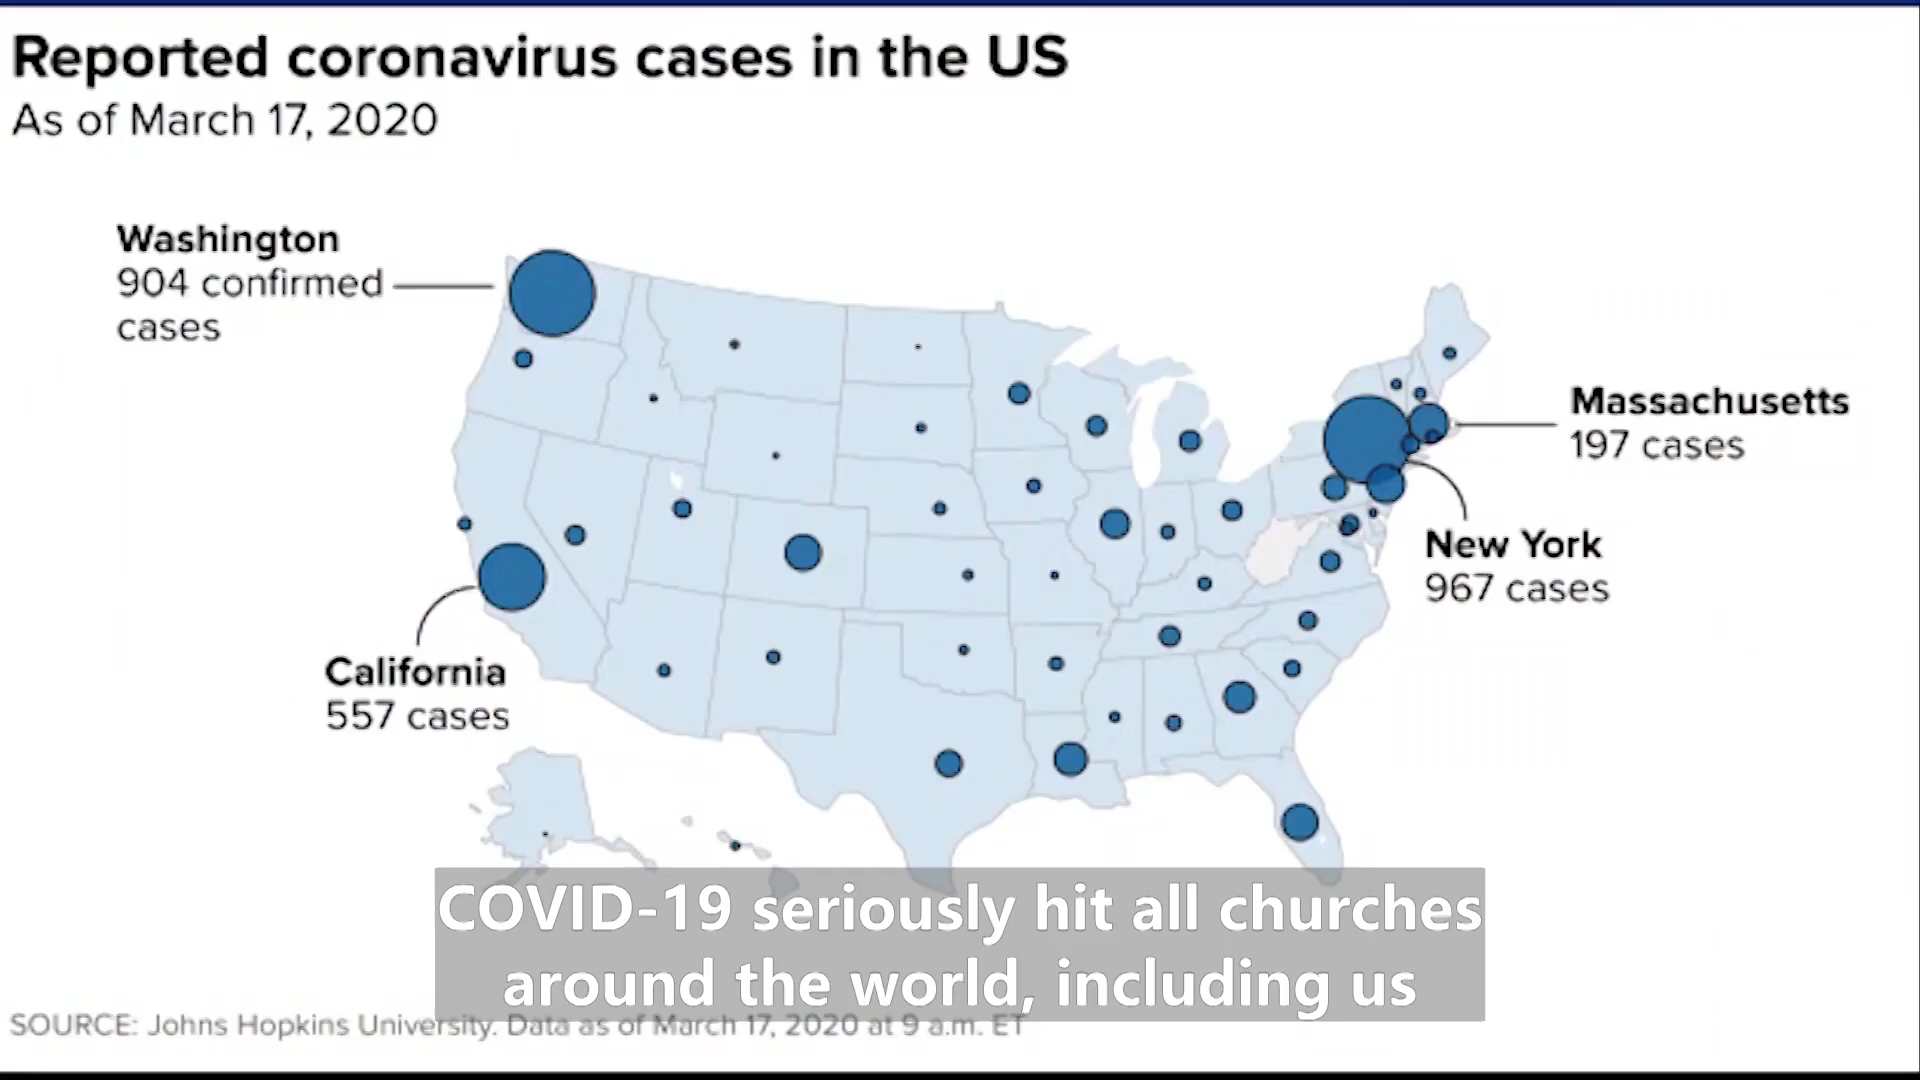 Reported coronavirus cases in the US
As of March 17, 2020
Washington
904 confirmed
cases
Massachusetts
197 cases
New York
967 cases
California
557 cases
COVID-19 seriously hit all churches
around the world, including us
SOURCE: Johns Hopkins University. Data as of March 17, 2020 at 9 a.m. ET